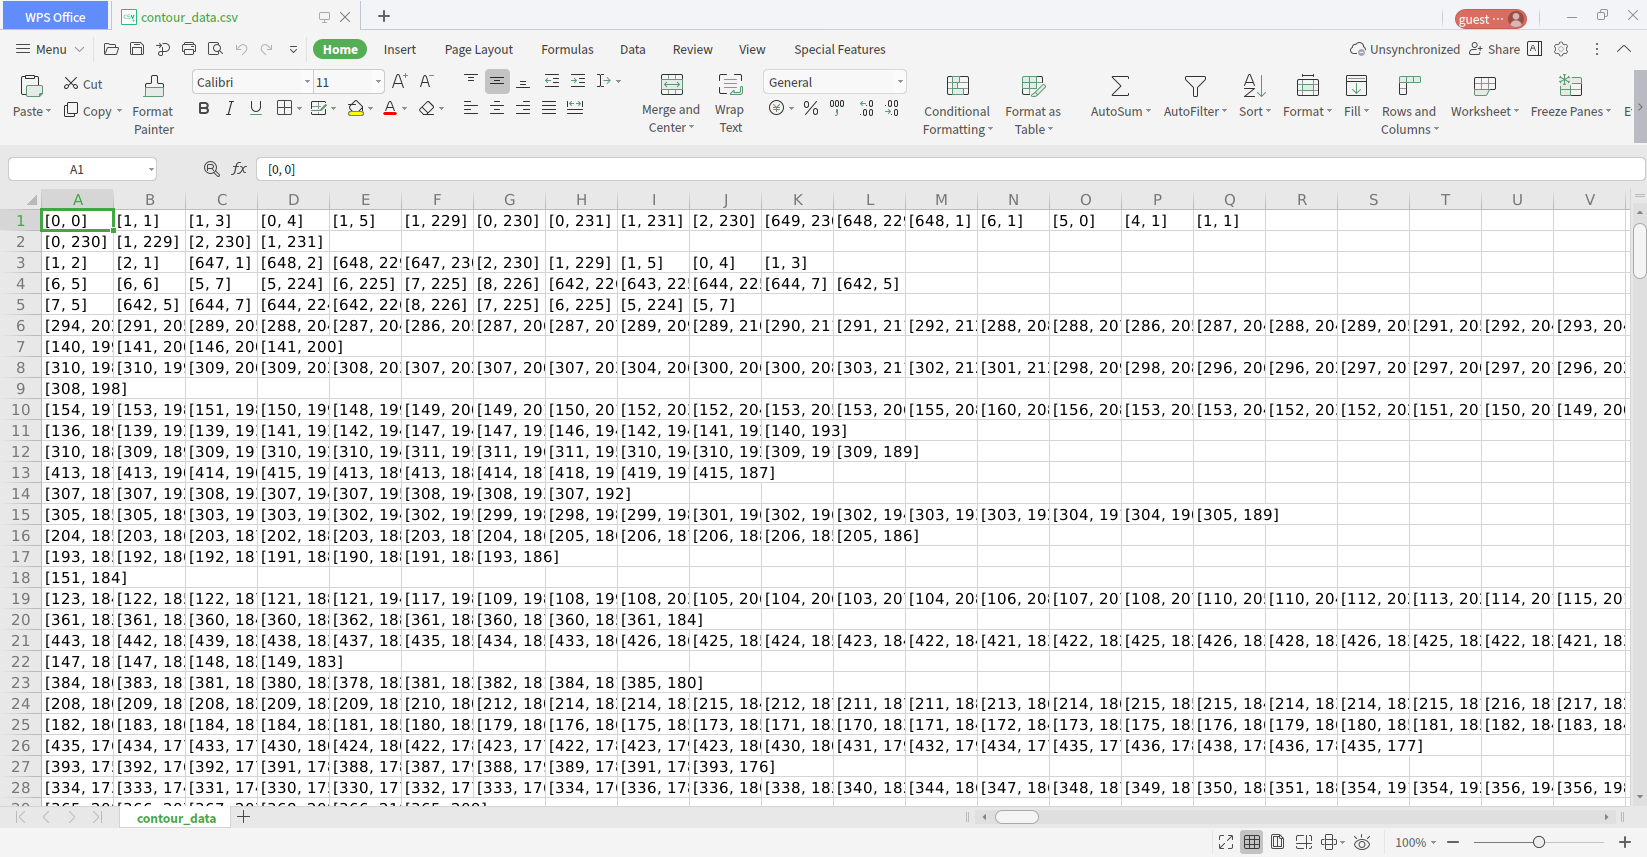 WPS Office contour_data.csv guest ···
Menu Home Insert Page Layout Formulas Data Review View Special Features Unsynchronized Share
Paste Cut Copy Format Painter Calibri 11 Merge and Center Wrap Text General Conditional Formatting Format as Table AutoSum AutoFilter Sort Format Fill Rows and Columns Worksheet Freeze Panes
A1 fx [0, 0]
A B C D E F G H I J K L M N O P Q R S T U V
1 [0, 0] [1, 1] [1, 3] [0, 4] [1, 5] [1, 229] [0, 230] [0, 231] [1, 231] [2, 230] [649, 23 [648, 22 [648, 1] [6, 1] [5, 0] [4, 1] [1, 1]
2 [0, 230] [1, 229] [2, 230] [1, 231]
3 [1, 2] [2, 1] [647, 1] [648, 2] [648, 22 [647, 23 [2, 230] [1, 229] [1, 5] [0, 4] [1, 3]
4 [6, 5] [6, 6] [5, 7] [5, 224] [6, 225] [7, 225] [8, 226] [642, 22 [643, 22 [644, 22 [644, 7] [642, 5]
5 [7, 5] [642, 5] [644, 7] [644, 22 [642, 22 [8, 226] [7, 225] [6, 225] [5, 224] [5, 7]
6 [294, 20 [291, 20 [289, 20 [288, 20 [287, 20 [286, 20 [287, 20 [287, 20 [289, 20 [289, 21 [290, 21 [291, 21 [292, 21 [288, 20 [288, 20 [286, 20 [287, 20 [288, 20 [289, 20 [291, 20 [292, 20 [293, 20
7 [140, 19 [141, 20 [146, 20 [141, 200]
8 [310, 19 [310, 19 [309, 20 [309, 20 [308, 20 [307, 20 [307, 20 [307, 20 [304, 20 [300, 20 [300, 20 [303, 21 [302, 21 [301, 21 [298, 20 [298, 20 [296, 20 [296, 20 [297, 20 [297, 20 [297, 20 [296, 20
9 [308, 198]
10 [154, 19 [153, 19 [151, 19 [150, 19 [148, 19 [149, 20 [149, 20 [150, 20 [152, 20 [152, 20 [153, 20 [153, 20 [155, 20 [160, 20 [156, 20 [153, 20 [153, 20 [152, 20 [152, 20 [151, 20 [150, 20 [149, 20
11 [136, 18 [139, 19 [139, 19 [141, 19 [142, 19 [147, 19 [147, 19 [146, 19 [142, 19 [141, 19 [140, 193]
12 [310, 18 [309, 18 [309, 19 [310, 19 [310, 19 [311, 19 [311, 19 [311, 19 [310, 19 [310, 19 [309, 19 [309, 189]
13 [413, 18 [413, 19 [414, 19 [415, 19 [413, 18 [413, 18 [414, 18 [418, 19 [419, 19 [415, 187]
14 [307, 18 [307, 19 [308, 19 [307, 19 [307, 19 [308, 19 [308, 19 [307, 192]
15 [305, 18 [305, 18 [303, 19 [303, 19 [302, 19 [302, 19 [299, 19 [298, 19 [299, 19 [301, 19 [302, 19 [302, 19 [303, 19 [303, 19 [304, 19 [304, 19 [305, 189]
16 [204, 18 [203, 18 [203, 18 [202, 18 [203, 18 [203, 18 [204, 18 [205, 18 [206, 18 [206, 18 [206, 18 [205, 186]
17 [193, 18 [192, 18 [192, 18 [191, 18 [190, 18 [191, 18 [193, 186]
18 [151, 184]
19 [123, 18 [122, 18 [122, 18 [121, 18 [121, 19 [117, 19 [109, 19 [108, 19 [108, 20 [105, 20 [104, 20 [103, 20 [104, 20 [106, 20 [107, 20 [108, 20 [110, 20 [110, 20 [112, 20 [113, 20 [114, 20 [115, 20
20 [361, 18 [361, 18 [360, 18 [360, 18 [362, 18 [361, 18 [360, 18 [360, 18 [361, 184]
21 [443, 18 [442, 18 [439, 18 [438, 18 [437, 18 [435, 18 [434, 18 [433, 18 [426, 18 [425, 18 [424, 18 [423, 18 [422, 18 [421, 18 [422, 18 [425, 18 [426, 18 [428, 18 [426, 18 [425, 18 [422, 18 [421, 18
22 [147, 18 [147, 18 [148, 18 [149, 183]
23 [384, 18 [383, 18 [381, 18 [380, 18 [378, 18 [381, 18 [382, 18 [384, 18 [385, 180]
24 [208, 18 [209, 18 [208, 18 [209, 18 [209, 18 [210, 18 [212, 18 [214, 18 [214, 18 [215, 18 [212, 18 [211, 18 [211, 18 [213, 18 [214, 18 [215, 18 [215, 18 [214, 18 [214, 18 [215, 18 [216, 18 [217, 18
25 [182, 18 [183, 18 [184, 18 [184, 18 [181, 18 [180, 18 [179, 18 [176, 18 [175, 18 [173, 18 [171, 18 [170, 18 [171, 18 [172, 18 [173, 18 [175, 18 [176, 18 [179, 18 [180, 18 [181, 18 [182, 18 [183, 18
26 [435, 17 [434, 17 [433, 17 [430, 18 [424, 18 [422, 17 [423, 17 [422, 17 [423, 17 [423, 18 [430, 18 [431, 17 [432, 17 [434, 17 [435, 17 [436, 17 [438, 17 [436, 17 [435, 177]
27 [393, 17 [392, 17 [392, 17 [391, 17 [388, 17 [387, 17 [388, 17 [389, 17 [391, 17 [393, 176]
28 [334, 17 [333, 17 [331, 17 [330, 17 [330, 17 [332, 17 [333, 17 [334, 17 [336, 17 [336, 18 [338, 18 [340, 18 [344, 18 [347, 18 [348, 18 [349, 18 [350, 18 [351, 18 [354, 19 [354, 19 [356, 19 [356, 19
contour_data
100%